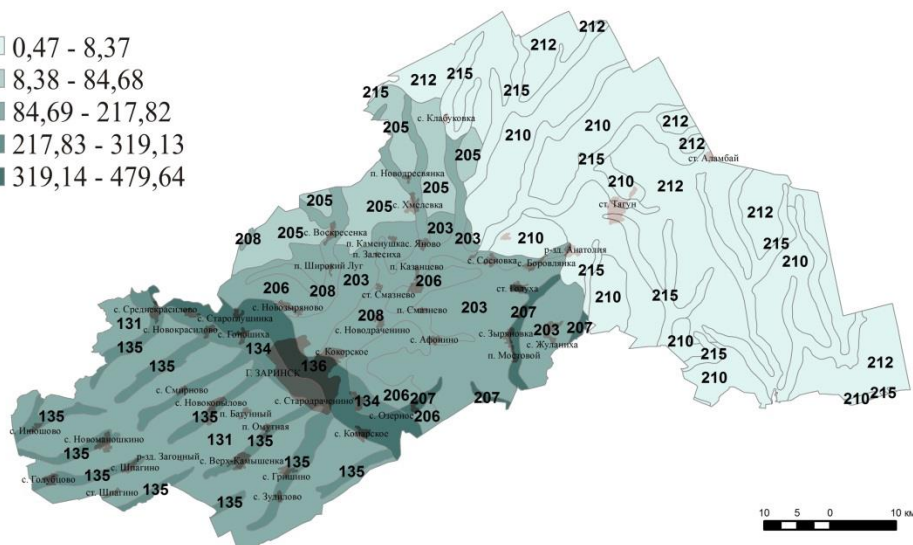 0,47 - 8,37
8,38 - 84,68
84,69 - 217,82
217,83 - 319,13
319,14 - 479,64
212
212
212
215
215
215
с. Клабуковка
205
210
210
212
212
ст. Аламбай
205
215
п. Новодресвянка
205
210
212
205
205
с. Хмелевка
ст. Тягун
212
208
205
с. Воскресенка
203
203
210
п. Каменушка
с. Яново
п. Залесиха
р-зд. Анатолия
215
с. Сосновка
с. Боровлянка
п. Широкий Луг
п. Казанцево
215
210
206
208
203
206
ст. Голуха
ст. Смазнево
210
215
с. Новозыряново
203
207
с. Среднекрасилово
с. Староглушинка
208
п. Смазнево
131
с. Новокрасилово
с. Новодраченино
с. Зыряновка
203
207
с. Гоношиха
с. Афонино
с. Жуланиха
135
134
с. Кокорское
п. Мостовой
210
215
135
Г. ЗАРИНСК
136
212
210
с. Смирново
с. Стародраченино
134
206
207
207
210
215
с. Новокопылово
135
135
п. Батунный
с. Озерное
206
с. Инюшово
п. Омутная
с. Комарское
с. Новоманошкино
131
135
135
р-зд. Загонный
с. Верх-Камышенка
135
с. Шпагино
135
135
с. Голубцово
с. Гришино
ст. Шпагино
135
135
с. Зудилово
10
5
0
10 км